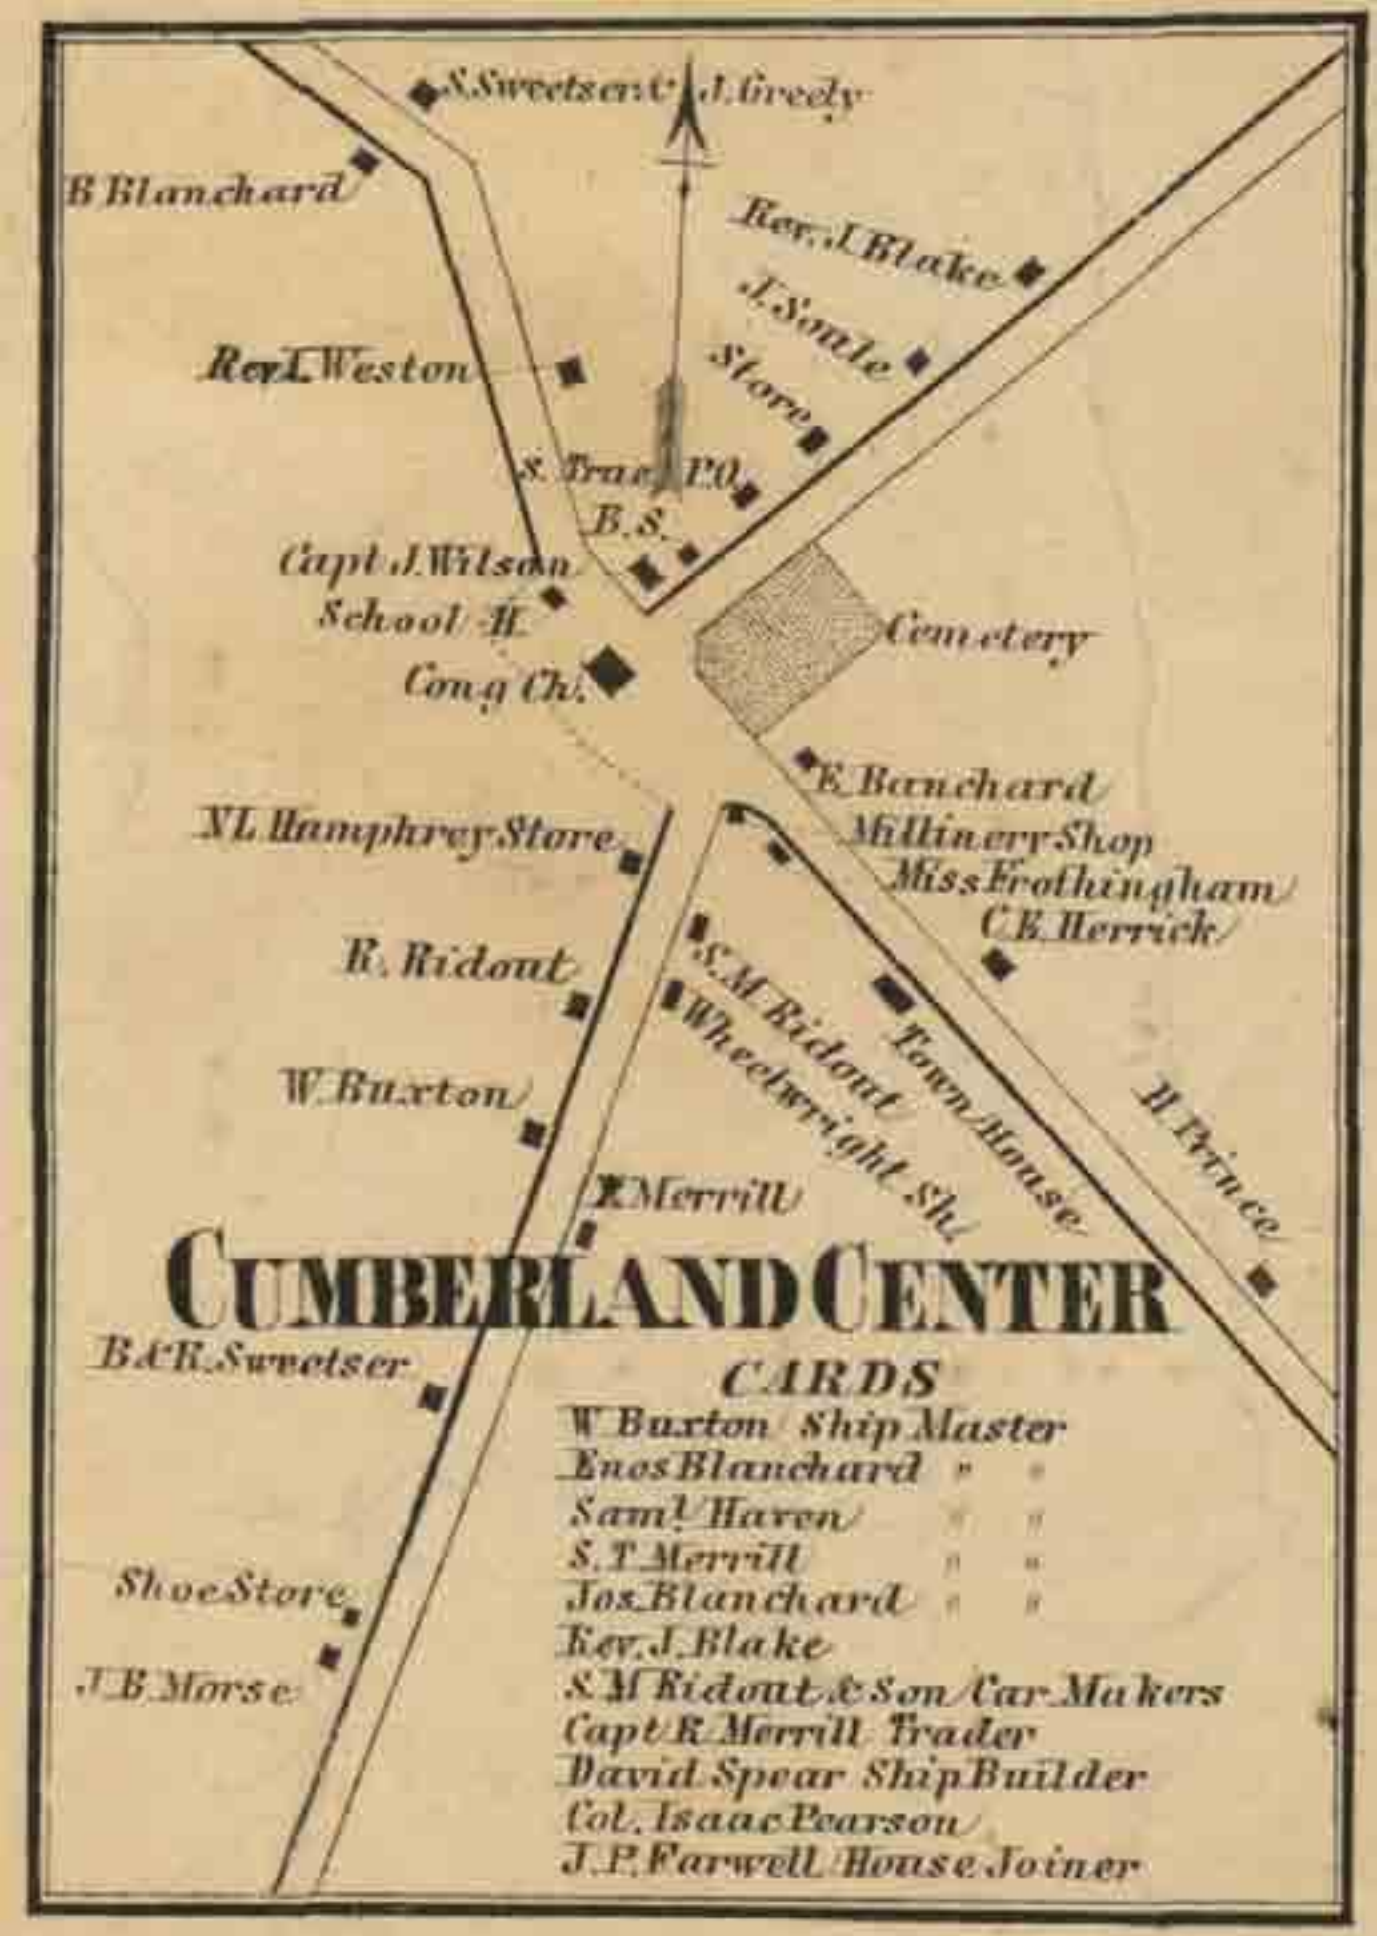 S. Sweetser & J. Greely
B Blanchard
Rev. J. Blake
J. Soule
Store
Rev I. Weston
S. True P.O.
B. S.
Capt J. Wilson
School H.
Cong Ch.
Cemetery
E. Banchard
Millinery Shop
Miss Frothingham
C. E. Herrick
N L Humphrey Store
R. Ridout
S. M Ridout
Wheelwright Sh.
Town House
W. Buxton
H Prince
Merrill
CUMBERLAND CENTER
B & R. Sweetser
Shoe Store
J B Morse
CARDS
W Buxton Ship Master
Enos Blanchard " "
Saml. Haven " "
S. T. Merrill " "
Jos. Blanchard " "
Rev. J. Blake
S. M Ridout & Son Car. Makers
Capt R Merrill Trader
David Spear Ship Builder
Col. Isaac Pearson
J. P. Farwell House Joiner